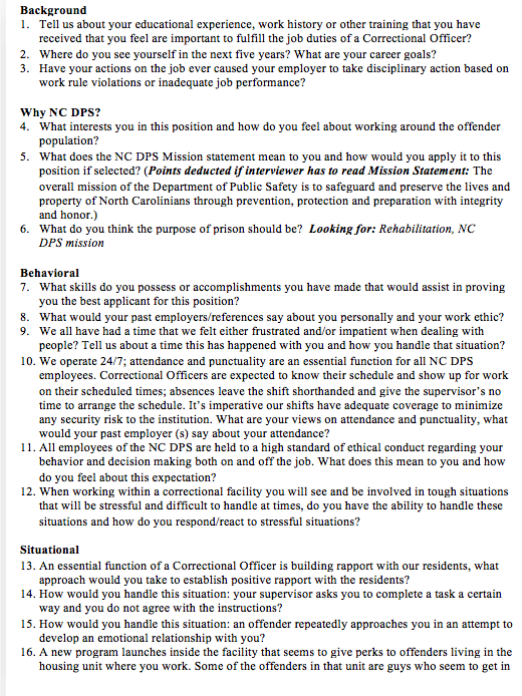 Background
1. Tell us about your educational experience, work history or other training that you have
received that you feel are important to fulfill the job duties of a Correctional Officer?
2. Where do you see yourself in the next five years? What are your career goals?
3. Have your actions on the job ever caused your employer to take disciplinary action based on
work rule violations or inadequate job performance?
Why NC DPS?
4. What interests you in this position and how do you feel about working around the offender
population?
5. What does the NC DPS Mission statement mean to you and how would you apply it to this
position if selected? (Points deducted if interviewer has to read Mission Statement: The
overall mission of the Department of Public Safety is to safeguard and preserve the lives and
property of North Carolinians through prevention, protection and preparation with integrity
and honor.)
6. What do you think the purpose of prison should be? Looking for: Rehabilitation, NC
DPS mission
Behavioral
7. What skills do you possess or accomplishments you have made that would assist in proving
you the best applicant for this position?
8. What would your past employers/references say about you personally and your work ethic?
9. We all have had a time that we felt either frustrated and/or impatient when dealing with
people? Tell us about a time this has happened with you and how you handle that situation?
10. We operate 24/7; attendance and punctuality are an essential function for all NC DPS
employees. Correctional Officers are expected to know their schedule and show up for work
on their scheduled times; absences leave the shift shorthanded and give the supervisor's no
time to arrange the schedule. It's imperative our shifts have adequate coverage to minimize
any security risk to the institution. What are your views on attendance and punctuality, what
would your past employer (s) say about your attendance?
11. All employees of the NC DPS are held to a high standard of ethical conduct regarding your
behavior and decision making both on and off the job. What does this mean to you and how
do you feel about this expectation?
12. When working within a correctional facility you will see and be involved in tough situations
that will be stressful and difficult to handle at times, do you have the ability to handle these
situations and how do you respond/react to stressful situations?
Situational
13. An essential function of a Correctional Officer is building rapport with our residents, what
approach would you take to establish positive rapport with the residents?
14. How would you handle this situation: your supervisor asks you to complete a task a certain
way and you do not agree with the instructions?
15. How would you handle this situation: an offender repeatedly approaches you in an attempt to
develop an emotional relationship with you?
16. A new program launches inside the facility that seems to give perks to offenders living in the
housing unit where you work. Some of the offenders in that unit are guys who seem to get in